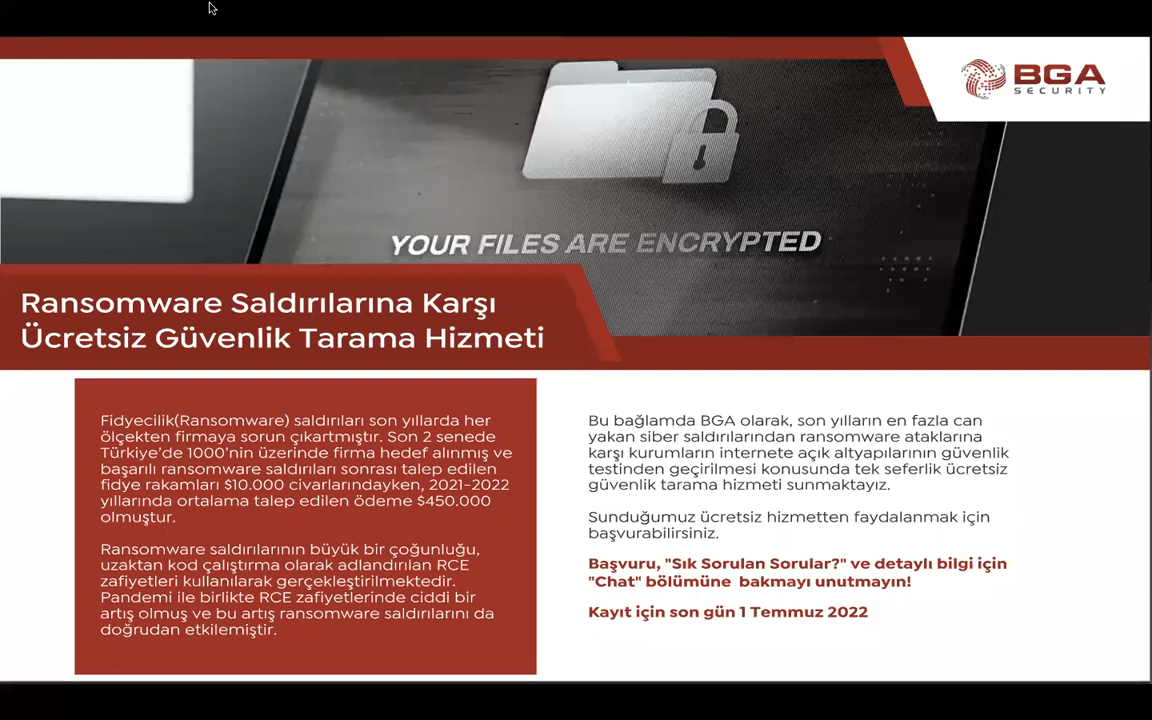 BGA
SECURITY
YOUR FILES ARE ENCRYPTED
Ransomware Saldırılarına Karşı
Ücretsiz Güvenlik Tarama Hizmeti
Fidyecilik(Ransomware) saldırıları son yıllarda her
ölçekten firmaya sorun çıkartmıştır. Son 2 senede
Türkiye'de 1000'nin üzerinde firma hedef alınmış ve
başarılı ransomware saldırıları sonrası talep edilen
fidye rakamları $10.000 civarlarındayken, 2021-2022
yıllarında ortalama talep edilen ödeme $450.000
olmuştur.
Ransomware saldırılarının büyük bir çoğunluğu,
uzaktan kod çalıştırma olarak adlandırılan RCE
zafiyetleri kullanılarak gerçekleştirilmektedir.
Pandemi ile birlikte RCE zafiyetlerinde ciddi bir
artış olmuş ve bu artış ransomware saldırılarını da
doğrudan etkilemiştir.
Bu bağlamda BGA olarak, son yılların en fazla can
yakan siber saldırılarından ransomware ataklarına
karşı kurumların internete açık altyapılarının güvenlik
testinden geçirilmesi konusunda tek seferlik ücretsiz
güvenlik tarama hizmeti sunmaktayız.
Sunduğumuz ücretsiz hizmetten faydalanmak için
başvurabilirsiniz.
Başvuru, "Sık Sorulan Sorular?" ve detaylı bilgi için
"Chat" bölümüne bakmayı unutmayın!
Kayıt için son gün 1 Temmuz 2022